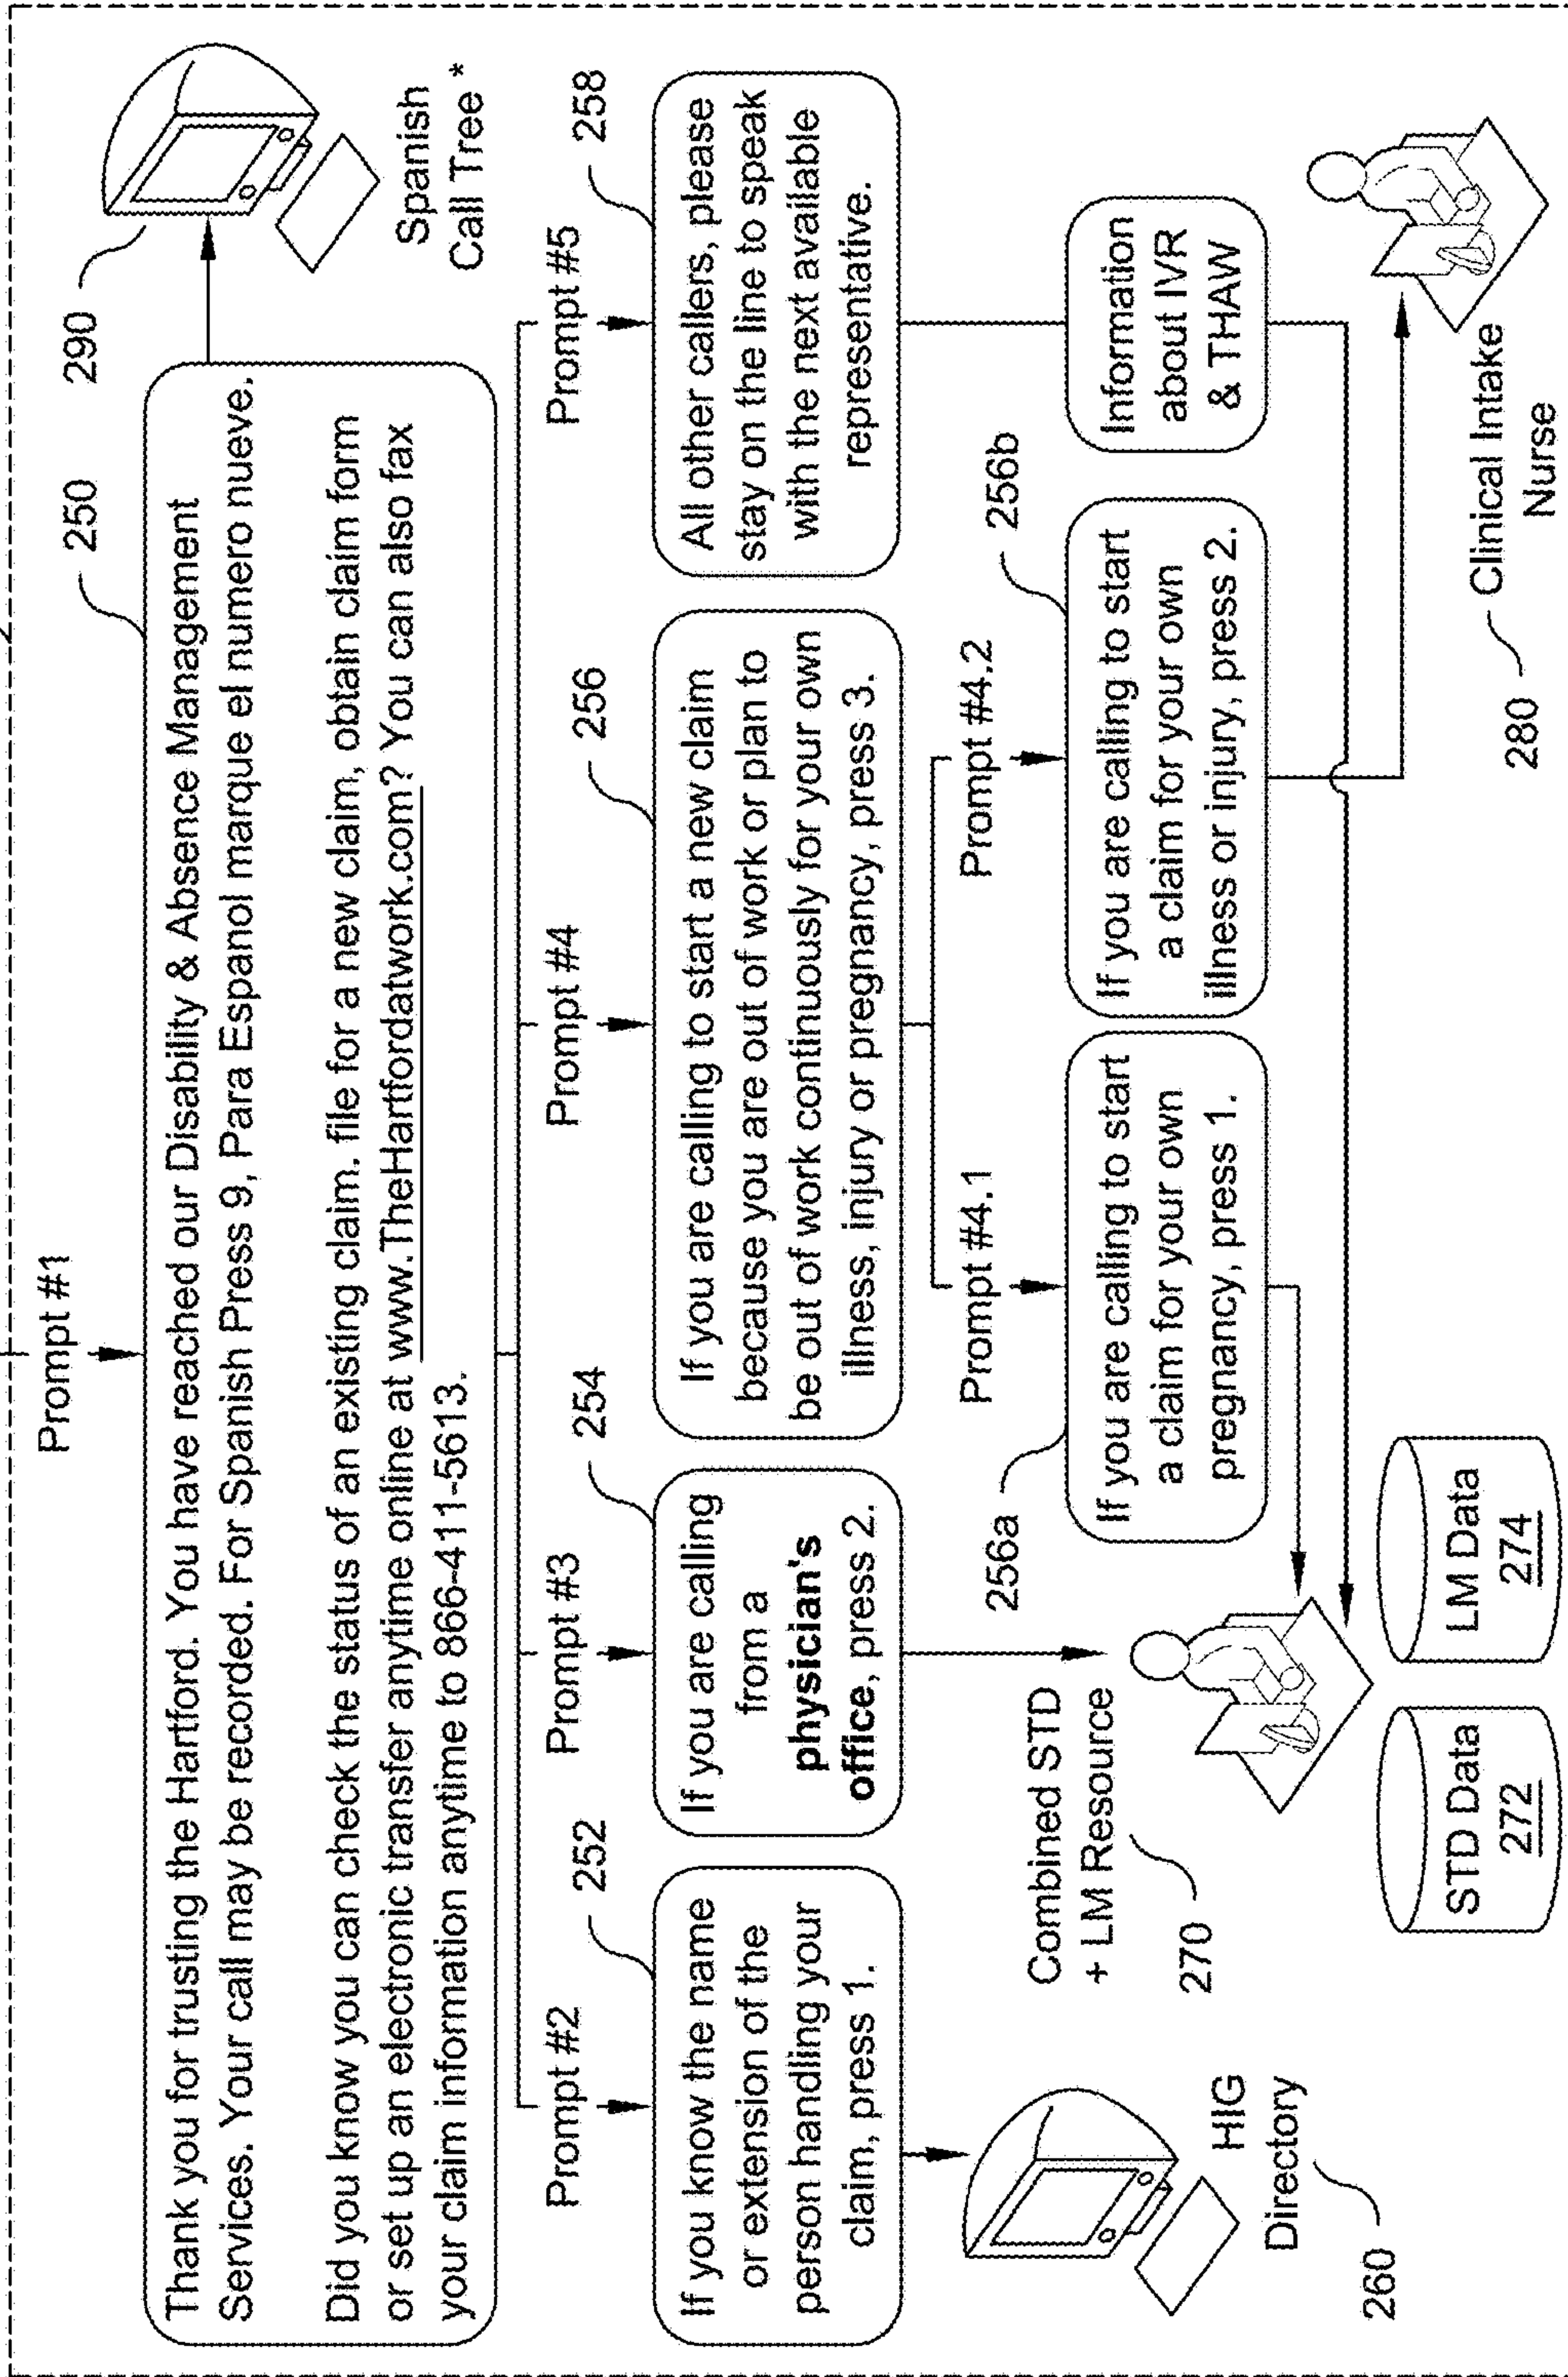 Prompt #1
250
290
Thank you for trusting the Hartford. You have reached our Disability & Absence Management
Services. Your call may be recorded. For Spanish Press 9, Para Espanol marque el numero nueve.
Did you know you can check the status of an existing claim. file for a new claim, obtain claim form
or set up an electronic transfer anytime online at www.TheHartfordatwork.com? You can also fax
your claim information anytime to 866-411-5613.
Spanish
Call Tree *
Prompt #2
252
Prompt #3
254
Prompt #4
256
Prompt #5
258
If you know the name
or extension of the
person handling your
claim, press 1.
If you are calling
from a
physician's
office, press 2.
If you are calling to start a new claim
because you are out of work or plan to
be out of work continuously for your own
illness, injury or pregnancy, press 3.
All other callers, please
stay on the line to speak
with the next available
representative.
256a
Prompt #4.1
Prompt #4.2
256b
If you are calling to start
a claim for your own
pregnancy, press 1.
If you are calling to start
a claim for your own
illness or injury, press 2.
Information
about IVR
& THAW
HIG
Directory
260
Combined STD
+ LM Resource
270
STD Data
272
LM Data
274
280
Clinical Intake
Nurse